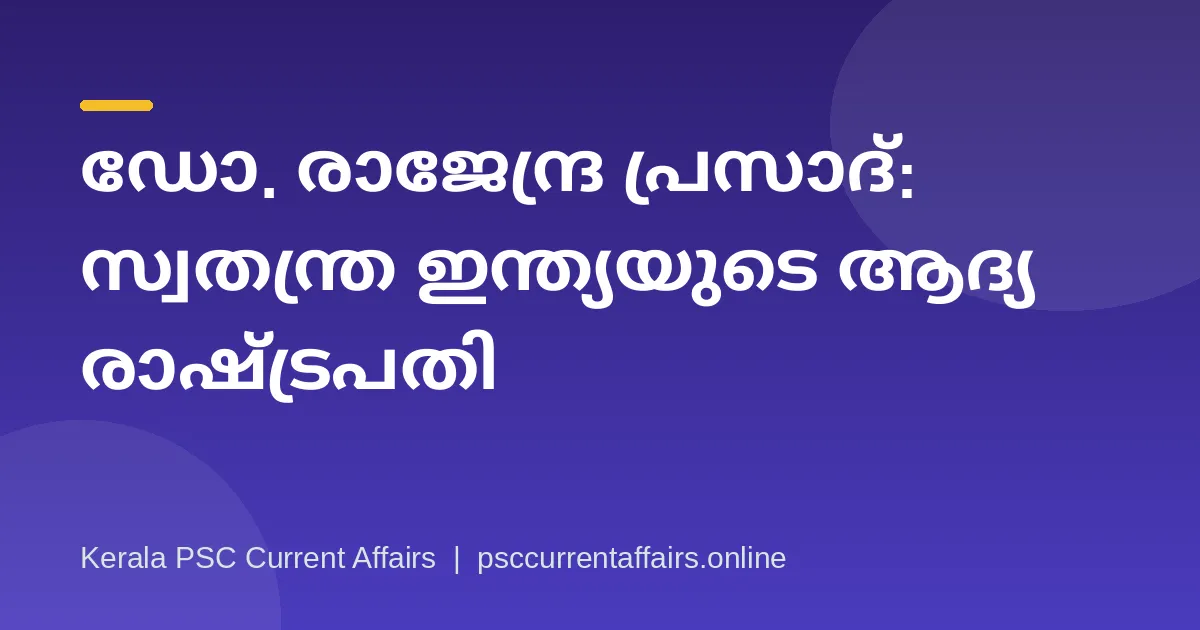 ഡോ. രാജേന്ദ്ര പ്രസാദ്:
സ്വതന്ത്ര ഇന്ത്യയുടെ ആദ്യ
രാഷ്ട്രപതി
Kerala PSC Current Affairs | psccurrentaffairs.online